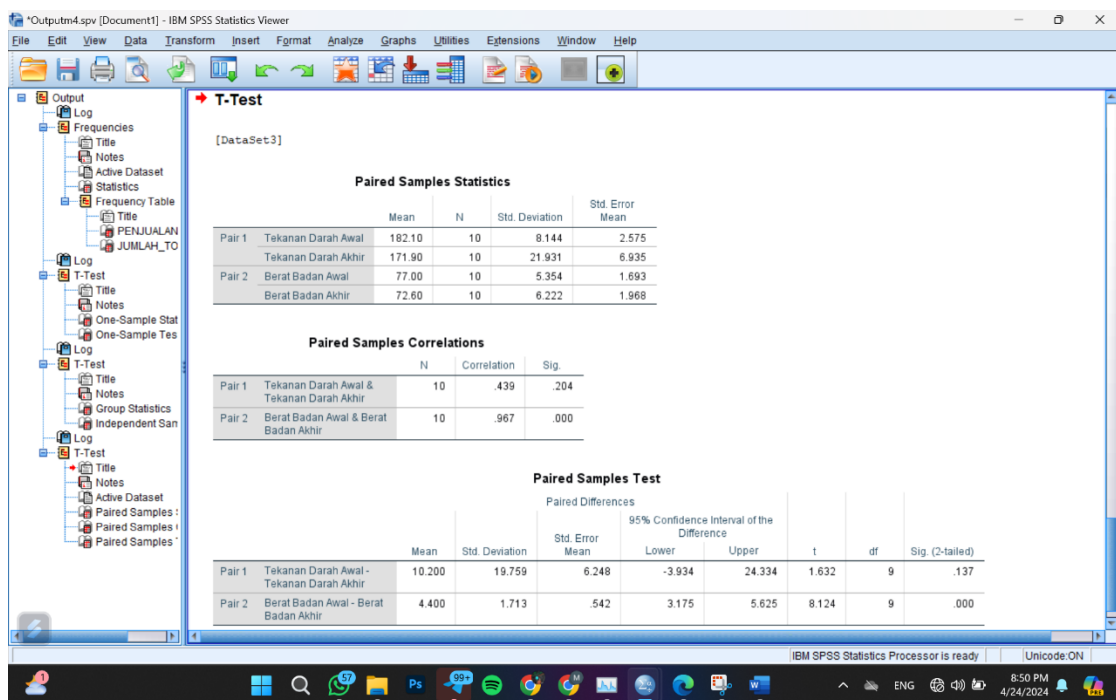 *Outputm4.spv [Document1] - IBM SPSS Statistics Viewer
File Edit View Data Transform Insert Format Analyze Graphs Utilities Extensions Window Help
Output
Log
Frequencies
Title
Notes
Active Dataset
Statistics
Frequency Table
Title
PENJUALAN
JUMLAH_TO
Log
T-Test
Title
Notes
One-Sample Stat
One-Sample Tes
Log
T-Test
Title
Notes
Group Statistics
Independent Sam
Log
T-Test
Title
Notes
Active Dataset
Paired Samples
Paired Samples
Paired Samples
T-Test
[DataSet3]
Paired Samples Statistics
Mean N Std. Deviation Std. Error Mean
Pair 1 Tekanan Darah Awal 182.10 10 8.144 2.575
Tekanan Darah Akhir 171.90 10 21.931 6.935
Pair 2 Berat Badan Awal 77.00 10 5.354 1.693
Berat Badan Akhir 72.60 10 6.222 1.968
Paired Samples Correlations
N Correlation Sig.
Pair 1 Tekanan Darah Awal & Tekanan Darah Akhir 10 .439 .204
Pair 2 Berat Badan Awal & Berat Badan Akhir 10 .967 .000
Paired Samples Test
Paired Differences
95% Confidence Interval of the Difference
Mean Std. Deviation Std. Error Mean Lower Upper t df Sig. (2-tailed)
Pair 1 Tekanan Darah Awal - Tekanan Darah Akhir 10.200 19.759 6.248 -3.934 24.334 1.632 9 .137
Pair 2 Berat Badan Awal - Berat Badan Akhir 4.400 1.713 .542 3.175 5.625 8.124 9 .000
IBM SPSS Statistics Processor is ready Unicode:ON
1 57 Ps 99+ M W ENG 8:50 PM
4/24/2024 PRE